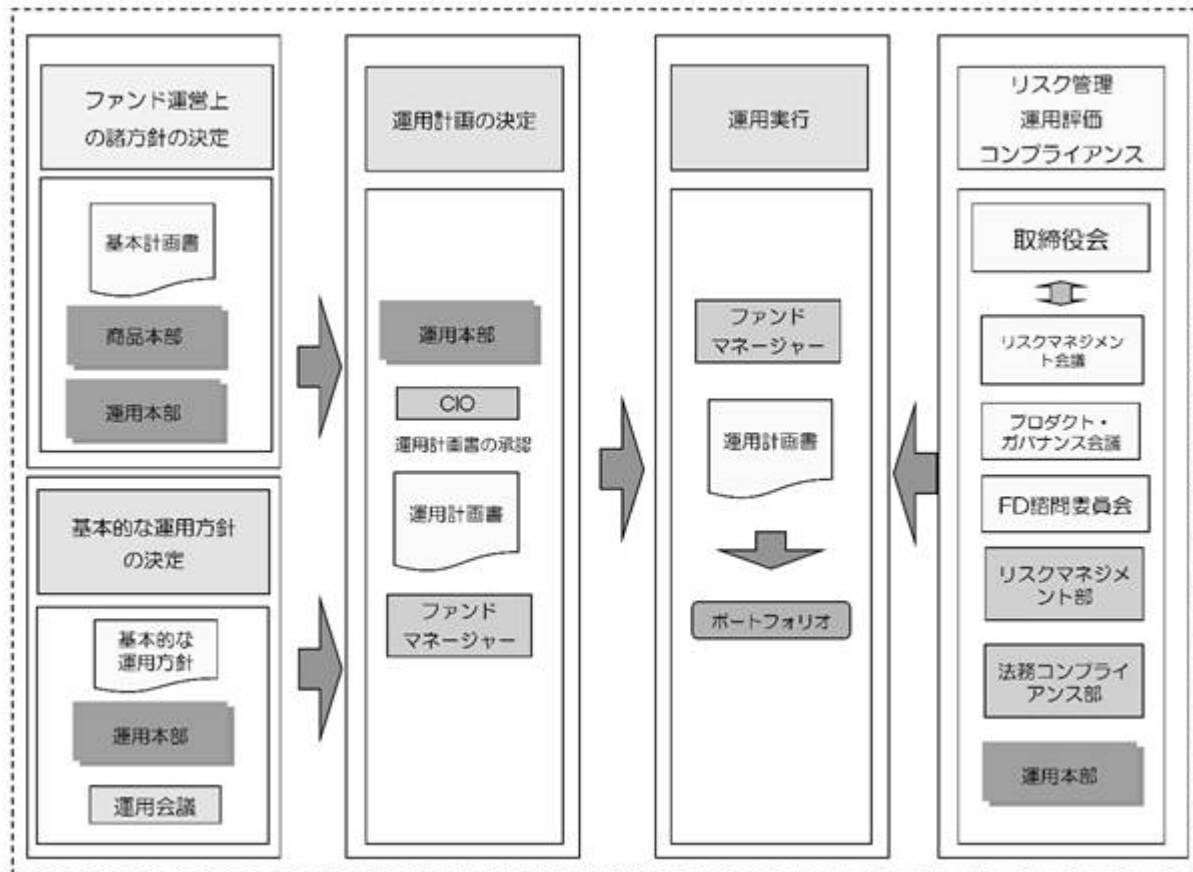 ファンド運営上
の諸方針の決定
基本計画書
商品本部
運用本部
基本的な運用方針
の決定
基本的な
運用方針
運用本部
運用会議
運用計画の決定
運用本部
CIO
運用計画書の承認
運用計画書
ファンド
マネージャー
運用実行
ファンド
マネージャー
運用計画書
ポートフォリオ
リスク管理
運用評価
コンプライアンス
取締役会
リスクマネジメン
ト会議
プロダクト・
ガバナンス会議
FD諮問委員会
リスクマネジメ
ント部
法務コンプライ
アンス部
運用本部